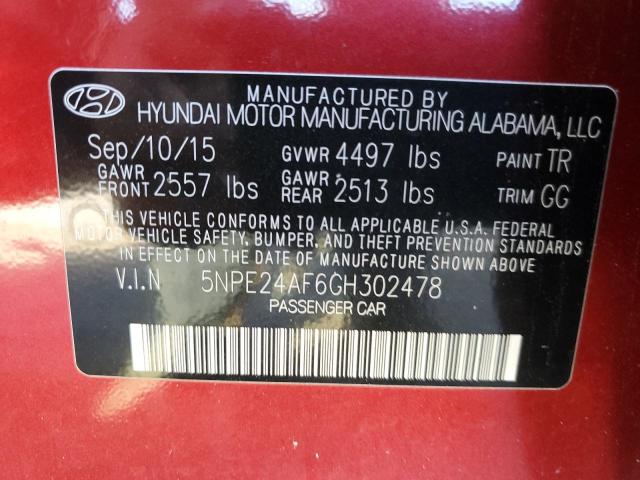 MANUFACTURED BY
HYUNDAI MOTOR MANUFACTURING ALABAMA, LLC
Sep/10/15 GVWR 4497 lbs PAINT TR
GAWR FRONT 2557 lbs GAWR REAR 2513 lbs TRIM GG
THIS VEHICLE CONFORMS TO ALL APPLICABLE U.S.A. FEDERAL
MOTOR VEHICLE SAFETY, BUMPER, AND THEFT PREVENTION STANDARDS
IN EFFECT ON THE DATE OF MANUFACTURE SHOWN ABOVE.
V.I.N 5NPE24AF6GH302478
PASSENGER CAR